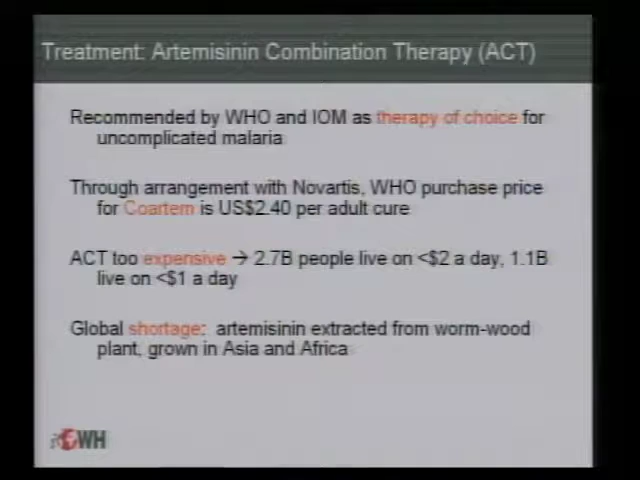 Treatment: Artemisinin Combination Therapy (ACT)
Recommended by WHO and IOM as therapy of choice for
uncomplicated malaria
Through arrangement with Novartis, WHO purchase price
for Coartem is US$2.40 per adult cure
ACT too expensive → 2.7B people live on <$2 a day, 1.1B
live on <$1 a day
Global shortage: artemisinin extracted from worm-wood
plant, grown in Asia and Africa
OWH